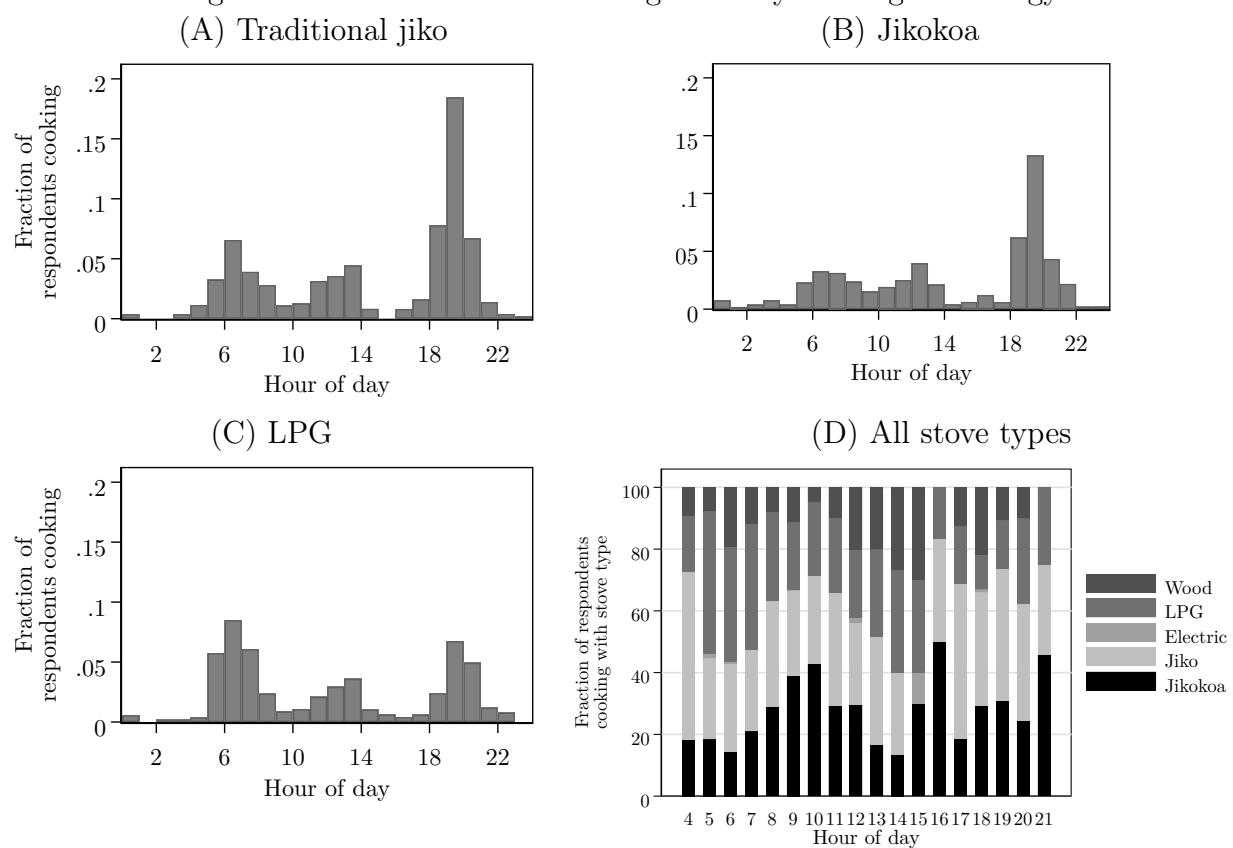 (A) Traditional jiko
Fraction of
respondents cooking
.2
.15
.1
.05
0
2 6 10 14 18 22
Hour of day
(B) Jikokoa
.2
15
.1
05
0
2 6 10 14 18 22
Hour of day
(C) LPG
Fraction of
respondents cooking
.2
.15
.1
.05
0
2 6 10 14 18 22
Hour of day
(D) All stove types
Fraction of respondents
cooking with stove type
100
80
60
40
20
0
4 5 6 7 8 9 10 11 12 13 14 15 16 17 18 19 20 21
Hour of day
Wood
LPG
Electric
Jiko
Jikokoa